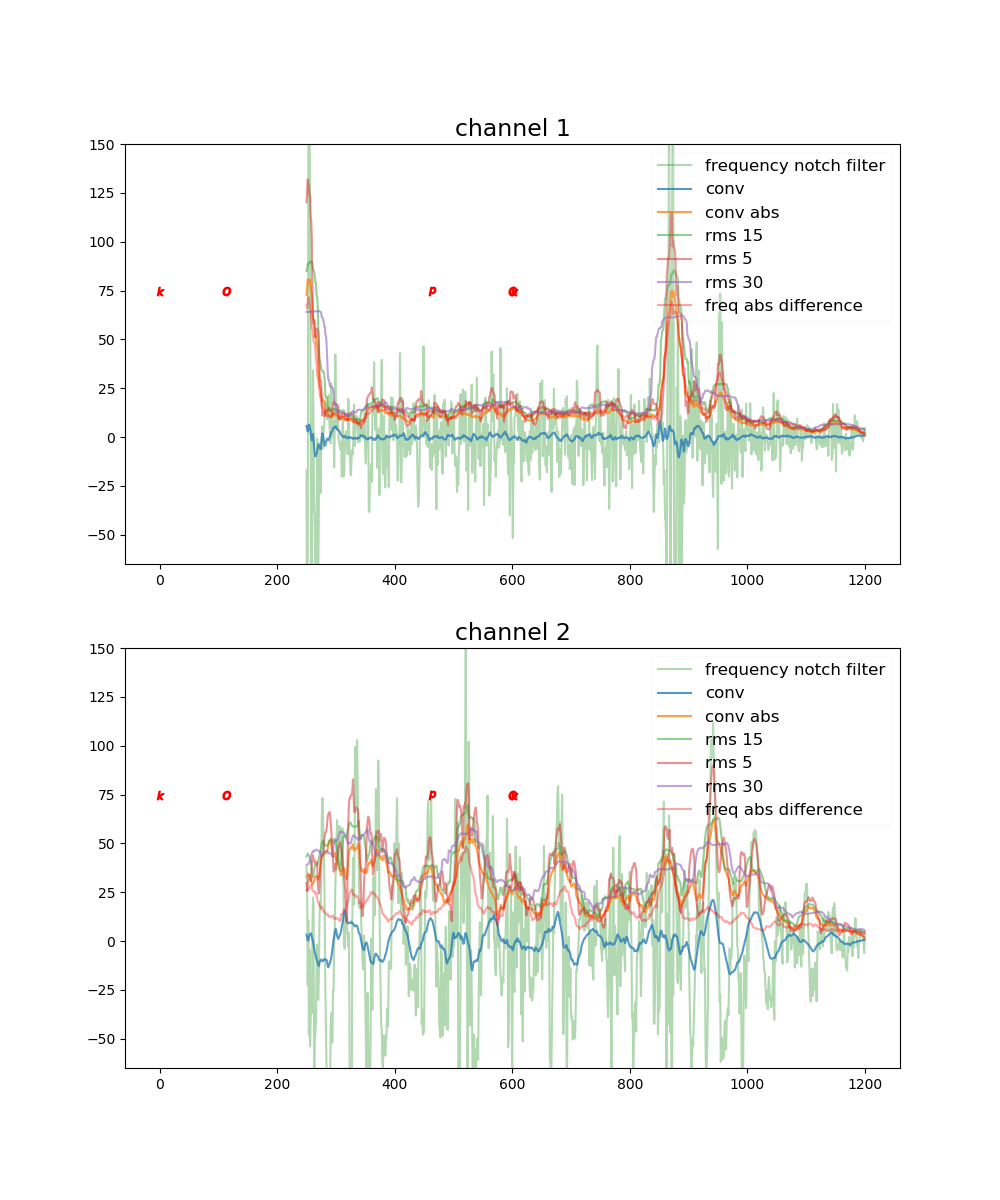 channel 1
150
125
100
75
50
25
0
−25
−50
frequency notch filter
conv
conv abs
rms 15
rms 5
rms 30
freq abs difference
k O p
0 200 400 600 800 1000 1200
channel 2
150
125
100
75
50
25
0
−25
−50
frequency notch filter
conv
conv abs
rms 15
rms 5
rms 30
freq abs difference
k O p
0 200 400 600 800 1000 1200